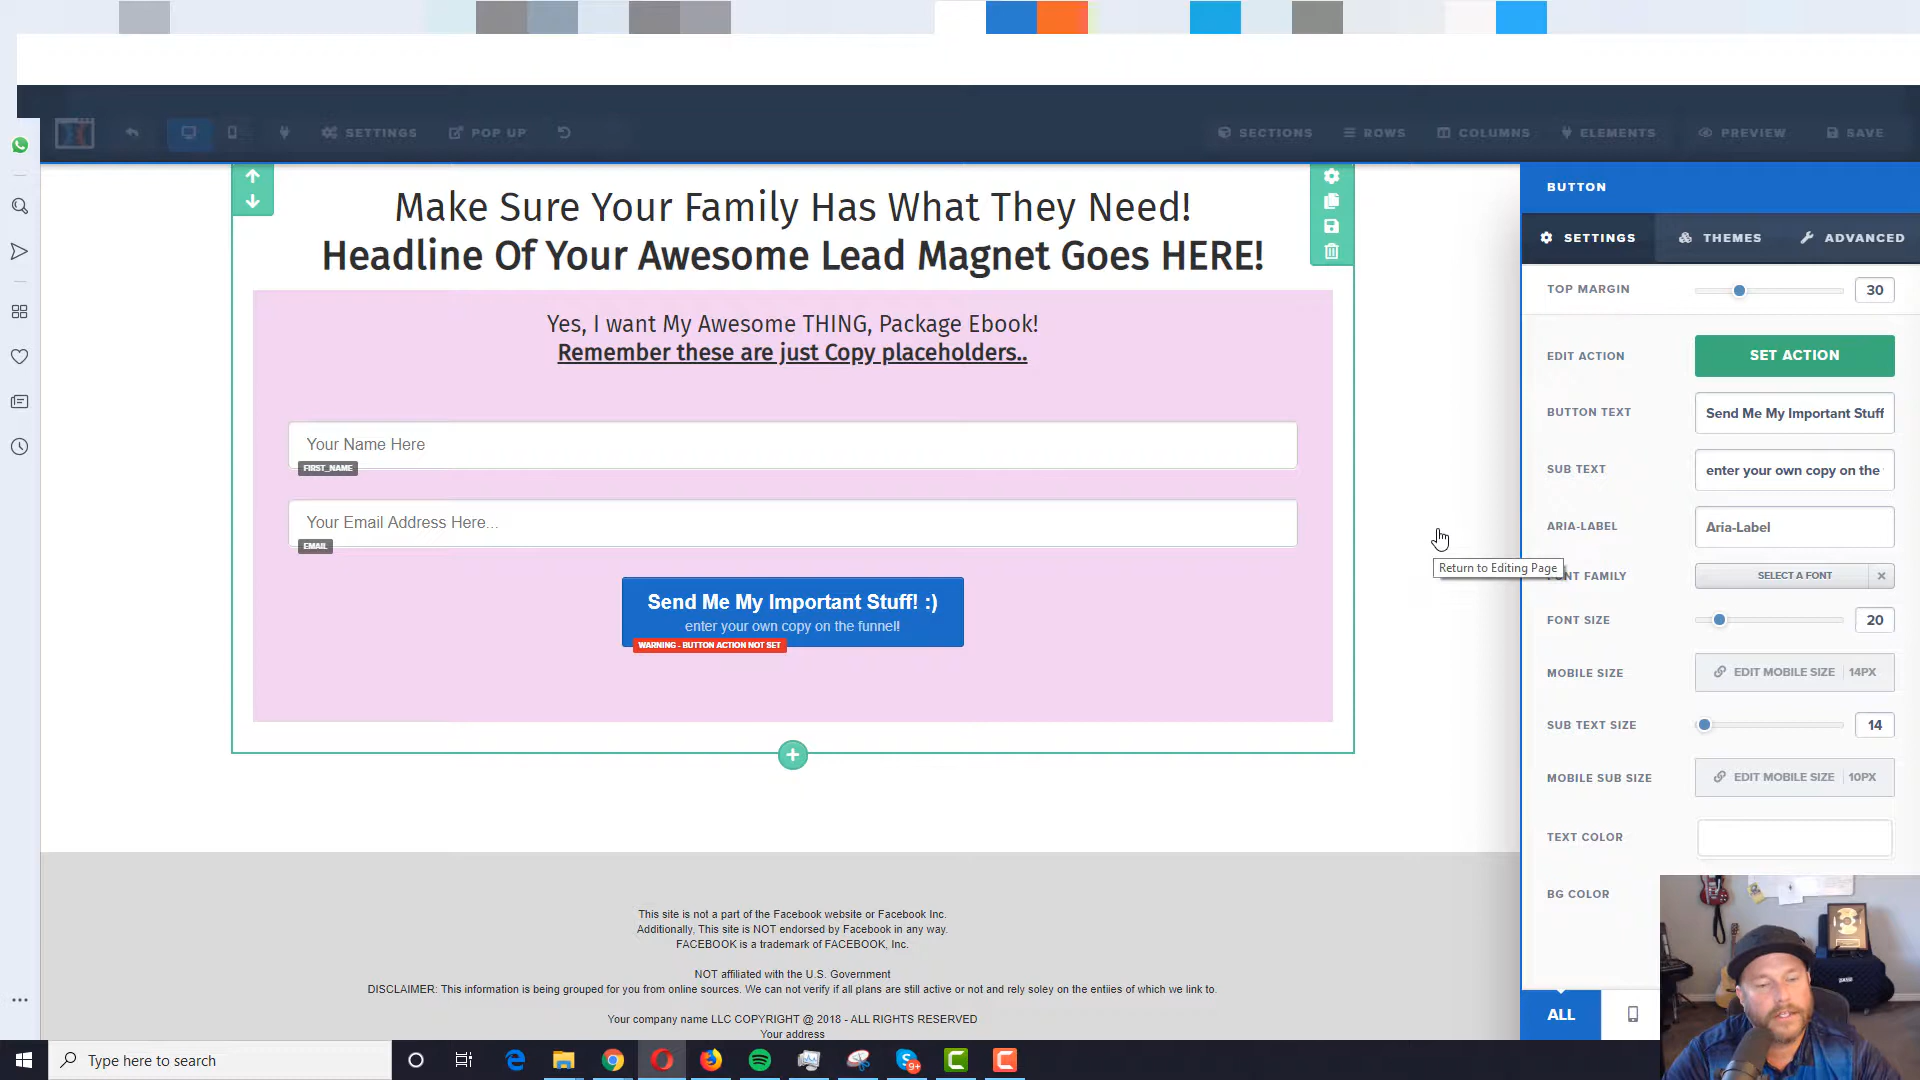 SETTINGS
POP UP
SECTIONS
ROWS
COLUMNS
ELEMENTS
PREVIEW
SAVE
Make Sure Your Family Has What They Need!
Headline Of Your Awesome Lead Magnet Goes HERE!
Yes, I want My Awesome THING, Package Ebook!
Remember these are just Copy placeholders..
Your Name Here
FIRST_NAME
Your Email Address Here...
EMAIL
Send Me My Important Stuff! :)
enter your own copy on the funnel!
WARNING - BUTTON ACTION NOT SET
Return to Editing Page
This site is not a part of the Facebook website or Facebook Inc.
Additionally, This site is NOT endorsed by Facebook in any way.
FACEBOOK is a trademark of FACEBOOK, Inc.
NOT affiliated with the U.S. Government
DISCLAIMER: This information is being grouped for you from online sources. We can not verify if all plans are still active or not and rely soley on the entiies of which we link to.
Your company name LLC COPYRIGHT @ 2018 - ALL RIGHTS RESERVED
Your address
BUTTON
SETTINGS
THEMES
ADVANCED
TOP MARGIN
30
EDIT ACTION
SET ACTION
BUTTON TEXT
Send Me My Important Stuff
SUB TEXT
enter your own copy on the
ARIA-LABEL
Aria-Label
FAMILY
SELECT A FONT
FONT SIZE
20
MOBILE SIZE
EDIT MOBILE SIZE
14PX
SUB TEXT SIZE
14
MOBILE SUB SIZE
EDIT MOBILE SIZE
10PX
TEXT COLOR
BG COLOR
ALL
Type here to search
9+